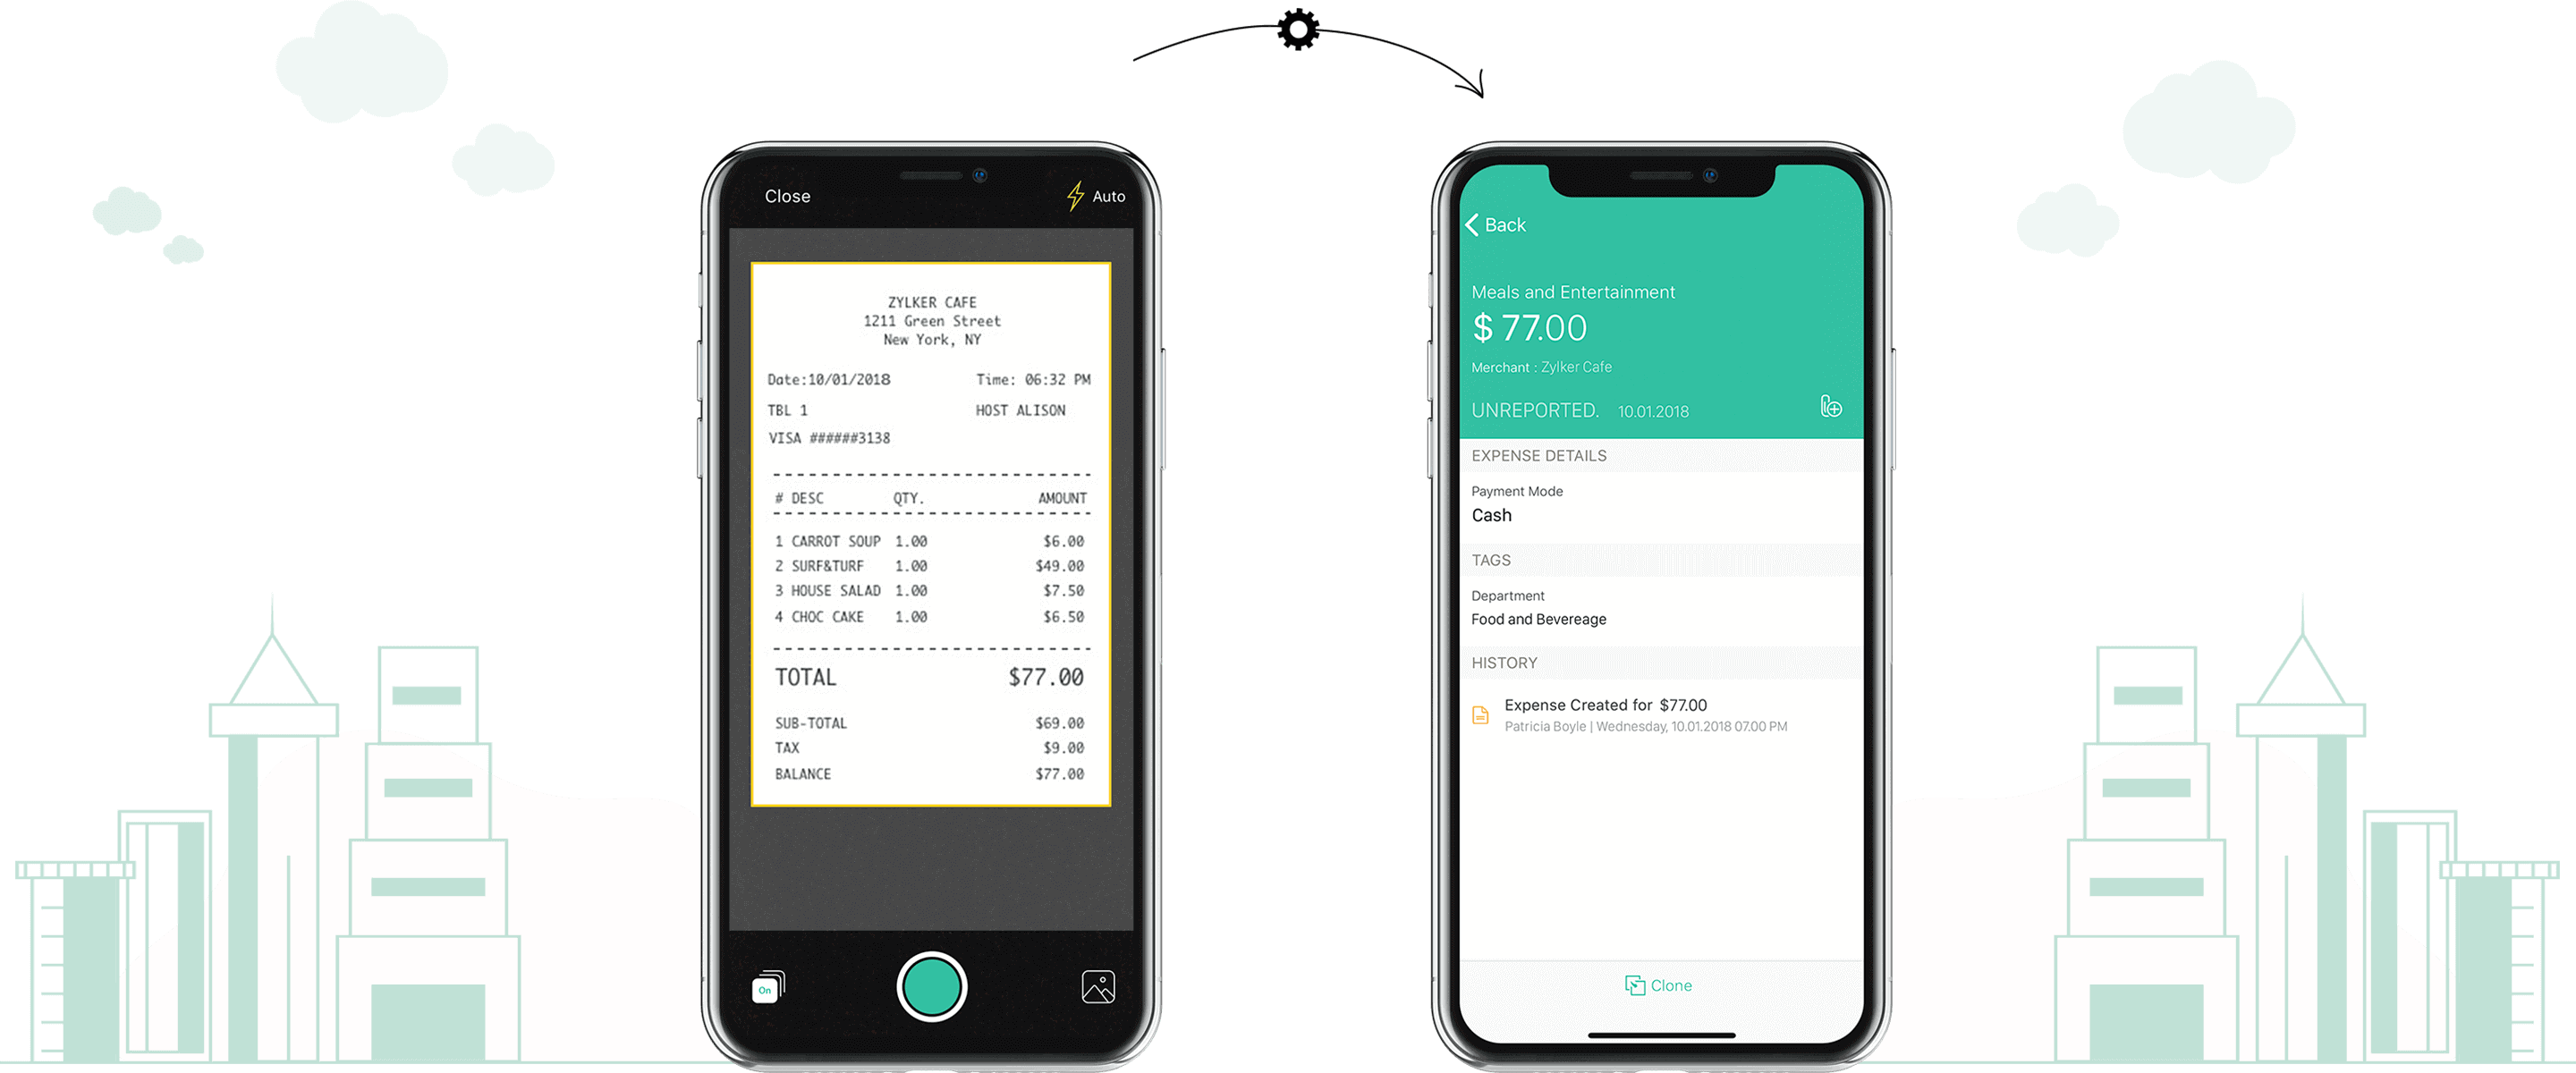 Close
Auto
ZYLKER CAFE
1211 Green Street
New York, NY
Date:10/01/2018 Time: 06:32 PM
TBL 1 HOST ALISON
VISA ######3138
# DESC QTY. AMOUNT
1 CARROT SOUP 1.00 $6.00
2 SURF&TURF 1.00 $49.00
3 HOUSE SALAD 1.00 $7.50
4 CHOC CAKE 1.00 $6.50
TOTAL $77.00
SUB-TOTAL $69.00
TAX $9.00
BALANCE $77.00
On
Back
Meals and Entertainment
$ 77.00
Merchant : Zylker Cafe
UNREPORTED. 10.01.2018
EXPENSE DETAILS
Payment Mode
Cash
TAGS
Department
Food and Bevereage
HISTORY
Expense Created for $77.00
Patricia Boyle | Wednesday, 10.01.2018 07.00 PM
Clone